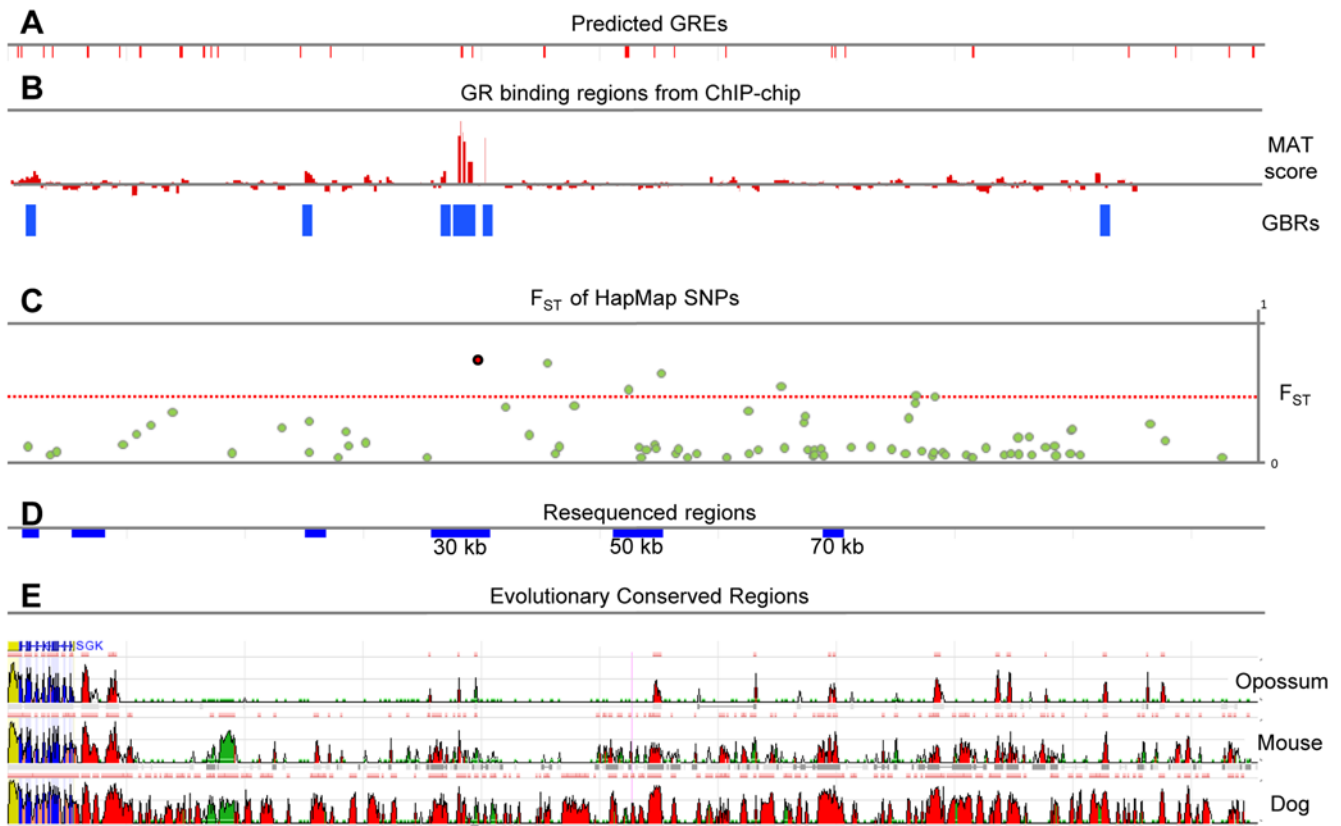 A
Predicted GREs
B
GR binding regions from ChIP-chip
MAT
score
GBRs
C
FST of HapMap SNPs
1
FST
0
D
Resequenced regions
30 kb 50 kb 70 kb
E
Evolutionary Conserved Regions
SGK
Opossum
Mouse
Dog